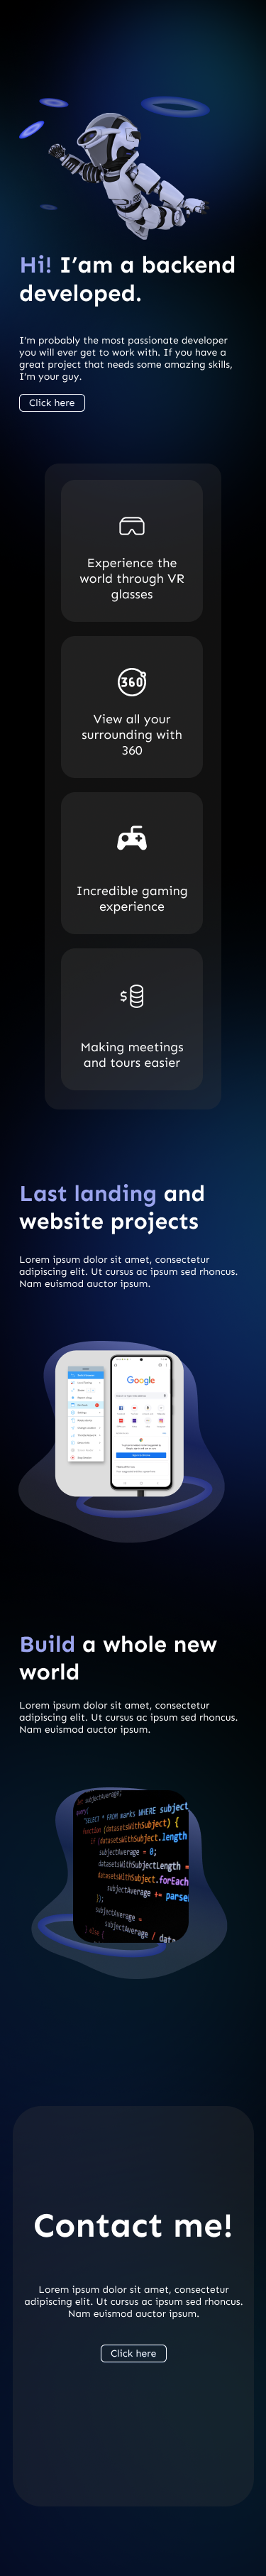 Hi! I’am a backend
developed.
I’m probably the most passionate developer
you will ever get to work with. If you have a
great project that needs some amazing skills,
I’m your guy.
Click here
Experience the
world through VR
glasses
360
View all your
surrounding with
360
Incredible gaming
experience
$
Making meetings
and tours easier
Last landing and
website projects
Lorem ipsum dolor sit amet, consectetur
adipiscing elit. Ut cursus ac ipsum sed rhoncus.
Nam euismod auctor ipsum.
Google
Build a whole new
world
Lorem ipsum dolor sit amet, consectetur
adipiscing elit. Ut cursus ac ipsum sed rhoncus.
Nam euismod auctor ipsum.
subjectAverage;
"SELECT * FROM marks WHERE subject
function (datasetsWithSubject) {
if (datasetsWithSubject.length
subjectAverage = 0;
datasetsWithSubjectLength =
datasetsWithSubject.forEach
subjectAverage += parse
});
subjectAverage =
subjectAverage / data
} else {
Contact me!
Lorem ipsum dolor sit amet, consectetur
adipiscing elit. Ut cursus ac ipsum sed rhoncus.
Nam euismod auctor ipsum.
Click here